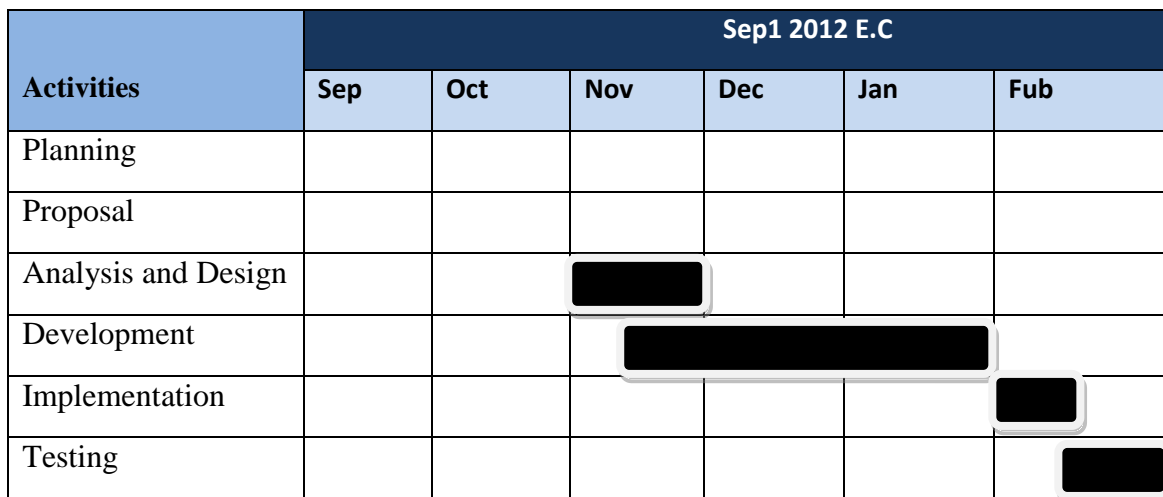 Sep1 2012 E.C
Activities
Sep Oct Nov Dec Jan Fub
Planning
Proposal
Analysis and Design
Development
Implementation
Testing